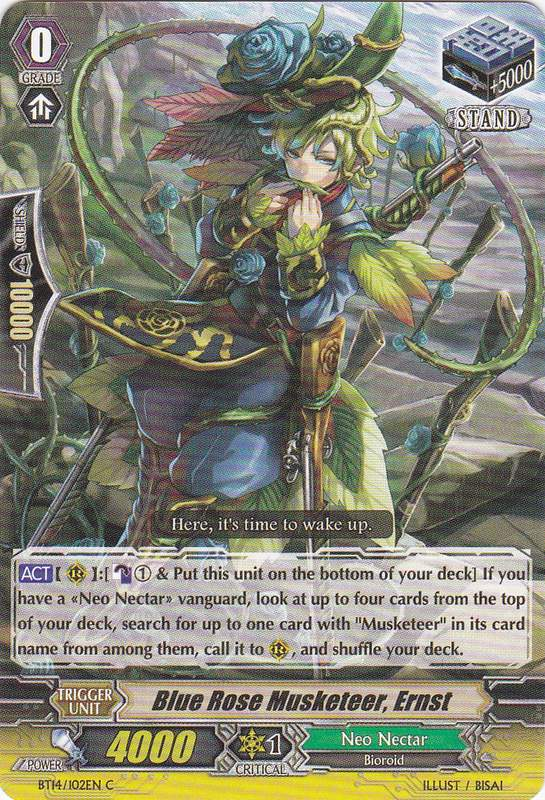 0
GRADE
+5000
STAND
SHIELD
10000
Here, it's time to wake up.
ACT [ R ]:[ ① & Put this unit on the bottom of your deck] If you
have a «Neo Nectar» vanguard, look at up to four cards from the top
of your deck, search for up to one card with "Musketeer" in its card
name from among them, call it to R , and shuffle your deck.
TRIGGER
UNIT
Blue Rose Musketeer, Ernst
POWER
4000
1
CRITICAL
Neo Nectar
Bioroid
BT14/102EN C
ILLUST / BISAI